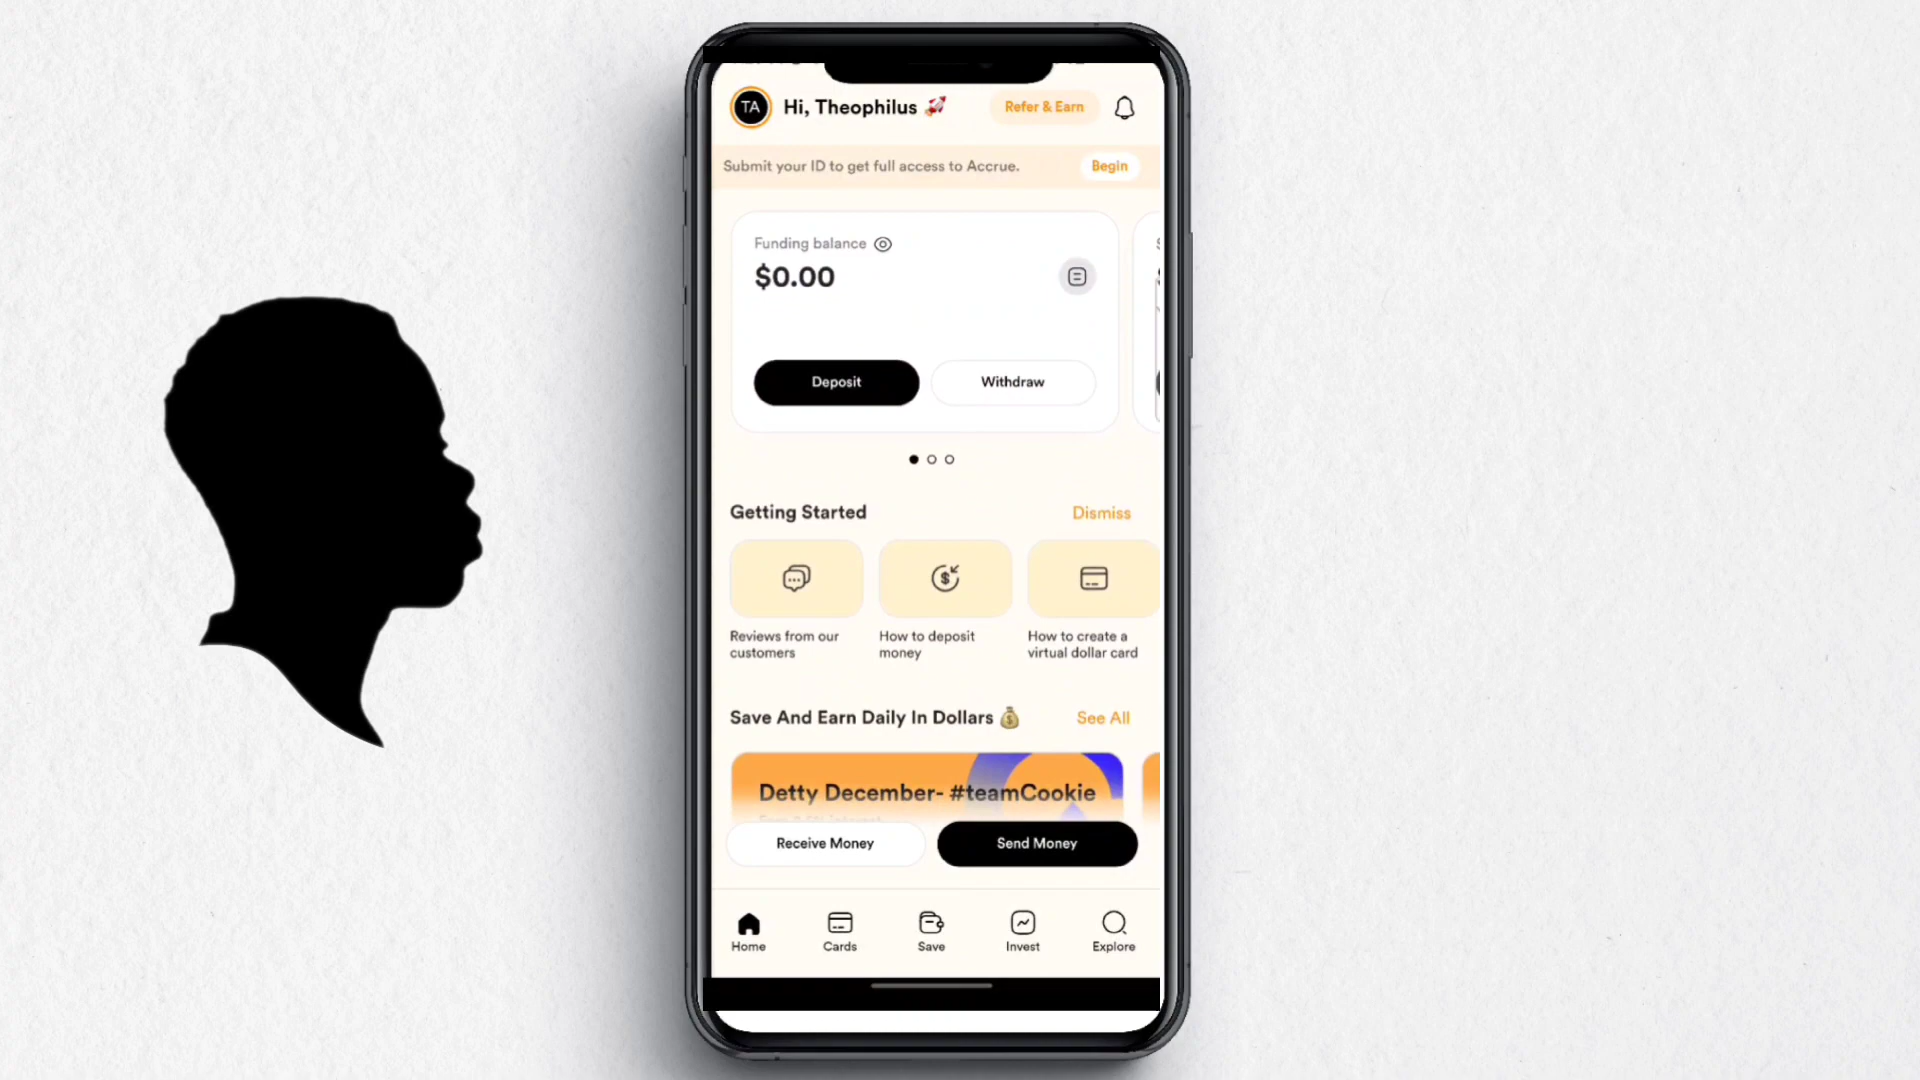 TA
Hi, Theophilus
Refer & Earn
Submit your ID to get full access to Accrue.
Begin
Funding balance
$0.00
Deposit
Withdraw
Getting Started
Dismiss
Reviews from our
customers
How to deposit
money
How to create a
virtual dollar card
Save And Earn Daily In Dollars
See All
Detty December- #teamCookie
Receive Money
Send Money
Home
Cards
Save
Invest
Explore